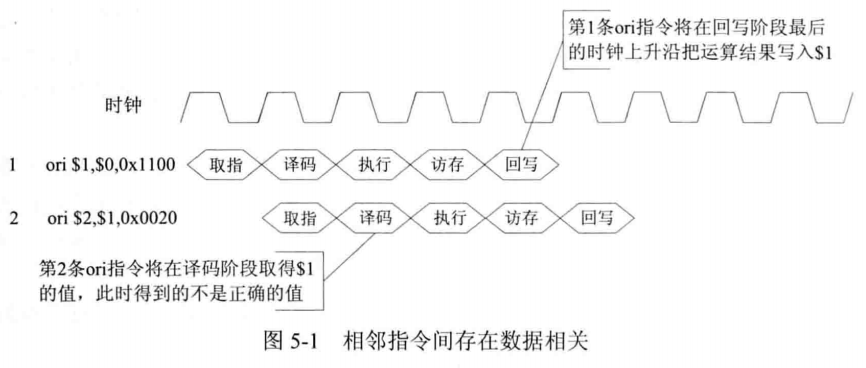 第1条ori指令将在回写阶段最后
的时钟上升沿把运算结果写入$1
时钟
1 ori $1,$0,0x1100 取指 译码 执行 访存 回写
2 ori $2,$1,0x0020 取指 译码 执行 访存 回写
第2条ori指令将在译码阶段取得$1
的值，此时得到的不是正确的值
图 5-1 相邻指令间存在数据相关